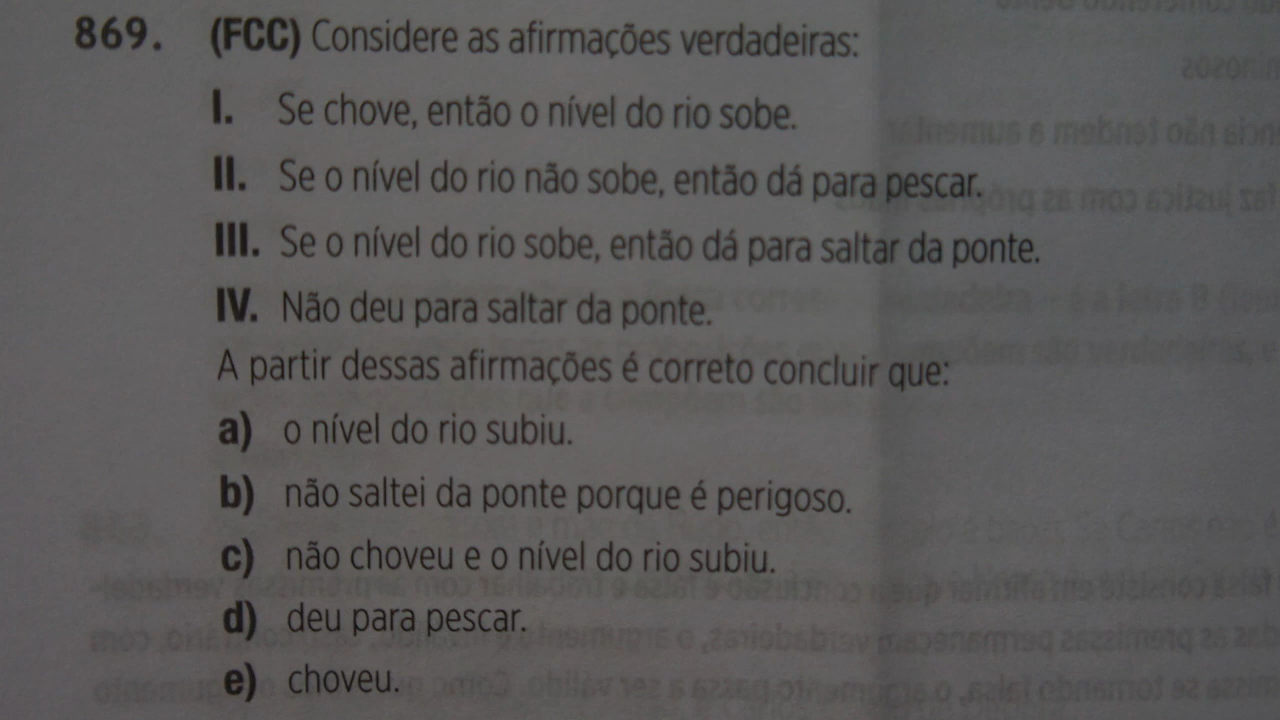 869. (FCC) Considere as afirmações verdadeiras:
I. Se chove, então o nível do rio sobe.
II. Se o nível do rio não sobe, então dá para pescar.
III. Se o nível do rio sobe, então dá para saltar da ponte.
IV. Não deu para saltar da ponte.
A partir dessas afirmações é correto concluir que:
a) o nível do rio subiu.
b) não saltei da ponte porque é perigoso.
c) não choveu e o nível do rio subiu.
d) deu para pescar.
e) choveu.